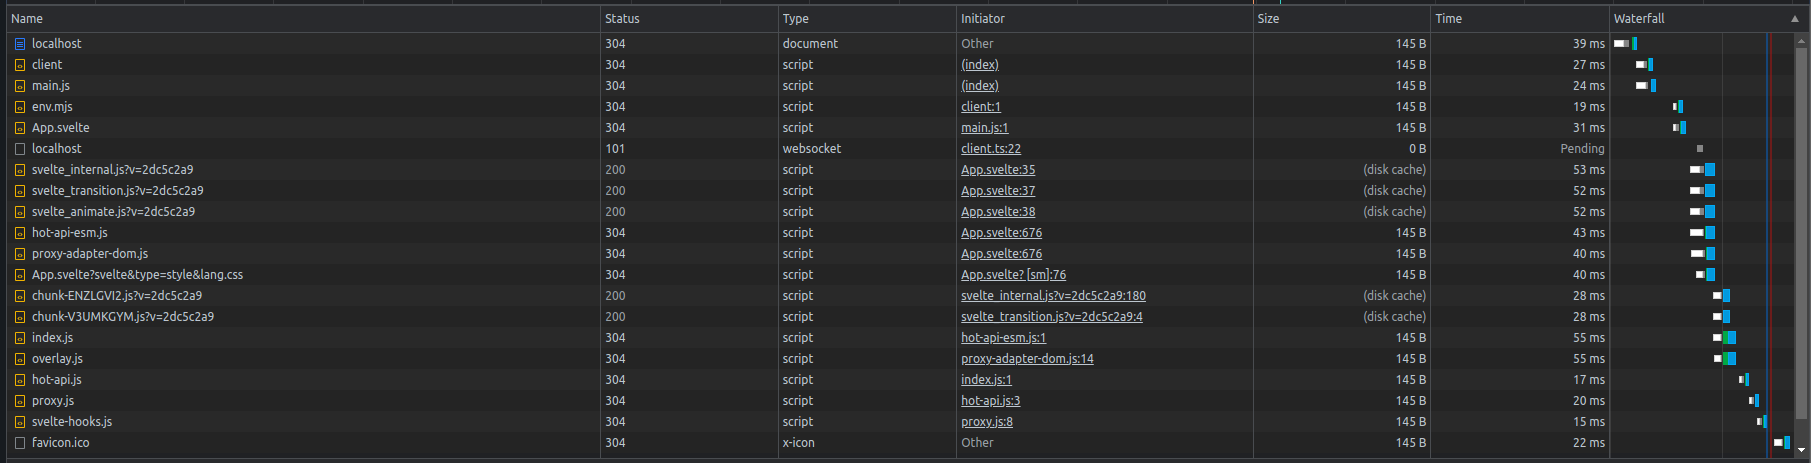 Name Status Type Initiator Size Time Waterfall
localhost 304 document Other 145 B 39 ms
client 304 script (index) 145 B 27 ms
main.js 304 script (index) 145 B 24 ms
env.mjs 304 script client:1 145 B 19 ms
App.svelte 304 script main.js:1 145 B 31 ms
localhost 101 websocket client.ts:22 0 B Pending
svelte_internal.js?v=2dc5c2a9 200 script App.svelte:35 (disk cache) 53 ms
svelte_transition.js?v=2dc5c2a9 200 script App.svelte:37 (disk cache) 52 ms
svelte_animate.js?v=2dc5c2a9 200 script App.svelte:38 (disk cache) 52 ms
hot-api-esm.js 304 script App.svelte:676 145 B 43 ms
proxy-adapter-dom.js 304 script App.svelte:676 145 B 40 ms
App.svelte?svelte&type=style&lang.css 304 script App.svelte? [sm]:76 145 B 40 ms
chunk-ENZLGVI2.js?v=2dc5c2a9 200 script svelte_internal.js?v=2dc5c2a9:180 (disk cache) 28 ms
chunk-V3UMKGYM.js?v=2dc5c2a9 200 script svelte_transition.js?v=2dc5c2a9:4 (disk cache) 28 ms
index.js 304 script hot-api-esm.js:1 145 B 55 ms
overlay.js 304 script proxy-adapter-dom.js:14 145 B 55 ms
hot-api.js 304 script index.js:1 145 B 17 ms
proxy.js 304 script hot-api.js:3 145 B 20 ms
svelte-hooks.js 304 script proxy.js:8 145 B 15 ms
favicon.ico 304 x-icon Other 145 B 22 ms